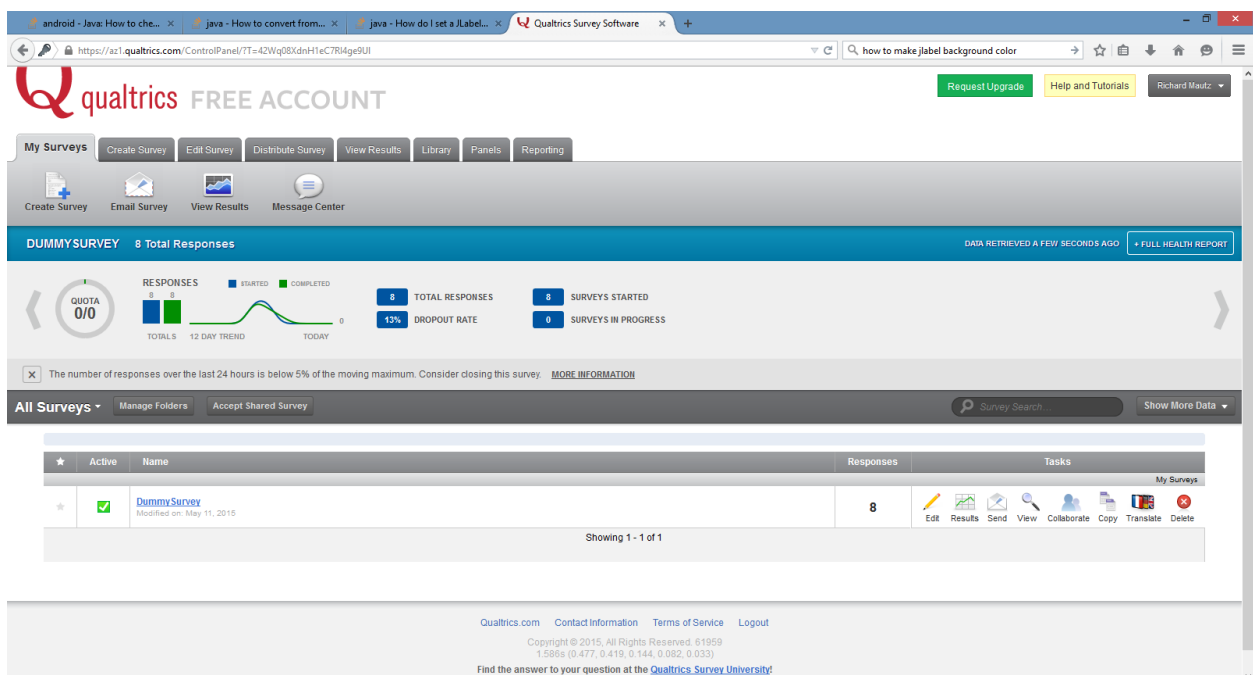 android - Java: How to che... × java - How to convert from... × java - How do I set a JLabel... × Qualtrics Survey Software × +
https://az1.qualtrics.com/ControlPanel/?T=42Wq08XdnH1eC7Rl4ge9UI how to make jlabel background color
qualtrics FREE ACCOUNT Request Upgrade Help and Tutorials Richard Mautz
My Surveys Create Survey Edit Survey Distribute Survey View Results Library Panels Reporting
Create Survey Email Survey View Results Message Center
DUMMYSURVEY 8 Total Responses DATA RETRIEVED A FEW SECONDS AGO + FULL HEALTH REPORT
RESPONSES STARTED COMPLETED
QUOTA
0/0
8 8
8 TOTAL RESPONSES 8 SURVEYS STARTED
0
13% DROPOUT RATE 0 SURVEYS IN PROGRESS
TOTALS 12 DAY TREND TODAY
X The number of responses over the last 24 hours is below 5% of the moving maximum. Consider closing this survey. MORE INFORMATION
All Surveys Manage Folders Accept Shared Survey Survey Search... Show More Data
Active Name Responses Tasks
My Surveys
DummySurvey
Modified on: May 11, 2015
8
Edit Results Send View Collaborate Copy Translate Delete
Showing 1 - 1 of 1
Qualtrics.com Contact Information Terms of Service Logout
Copyright © 2015, All Rights Reserved. 61959
1.586s (0.477, 0.419, 0.144, 0.082, 0.033)
Find the answer to your question at the Qualtrics Survey University!